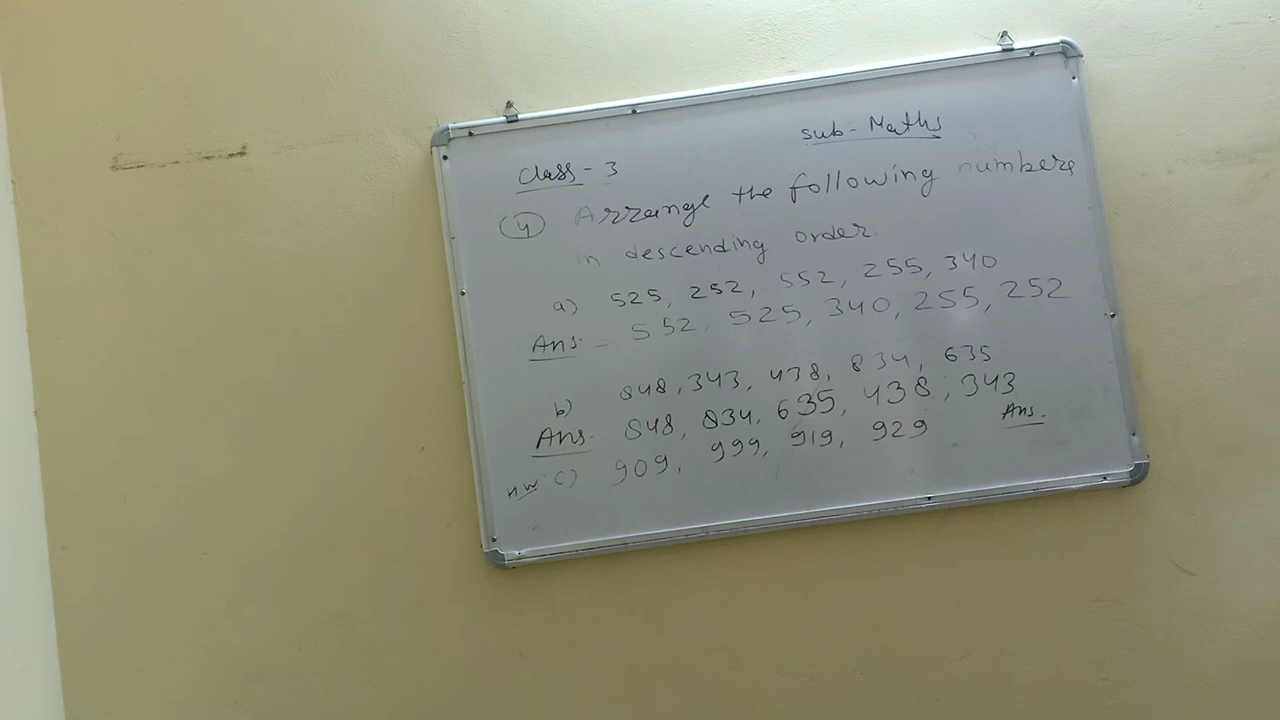 sub- Maths
Class - 3
4 Arrange the following numbers
in descending order.
a) 525, 252, 552, 255, 340
Ans. = 552, 525, 340, 255, 252
b) 848, 343, 438, 834, 635
Ans. 848, 834, 635, 438, 343
Ans.
H.W. c) 909, 999, 919, 929